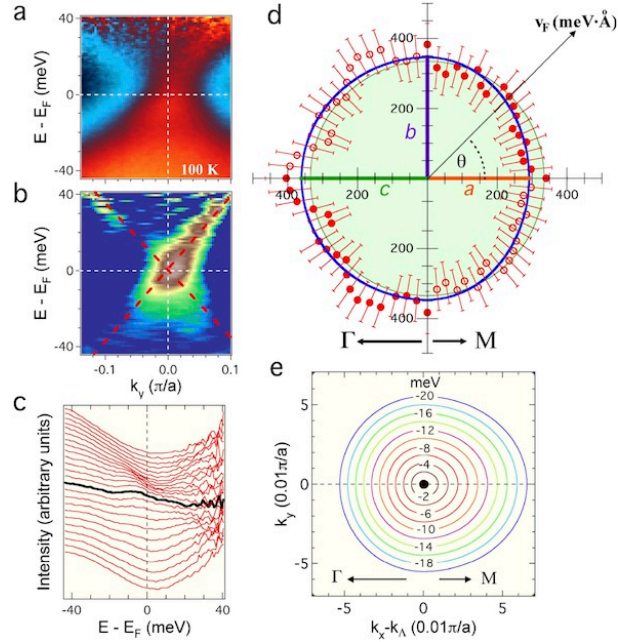 a
40
0
-40
E - E_F (meV)
100 K
b
40
0
-40
E - E_F (meV)
-0.1
0.0
0.1
k_y (π/a)
c
Intensity (arbitrary units)
-40
0
40
E - E_F (meV)
d
v_F (meV·Å)
400
200
b
θ
400
200
c
a
200
400
200
400
Γ
M
e
meV
-20
-16
-12
-8
-4
-2
-6
-10
-14
-18
5
0
-5
k_y (0.01π/a)
Γ
M
-5
0
5
k_x-k_Λ (0.01π/a)